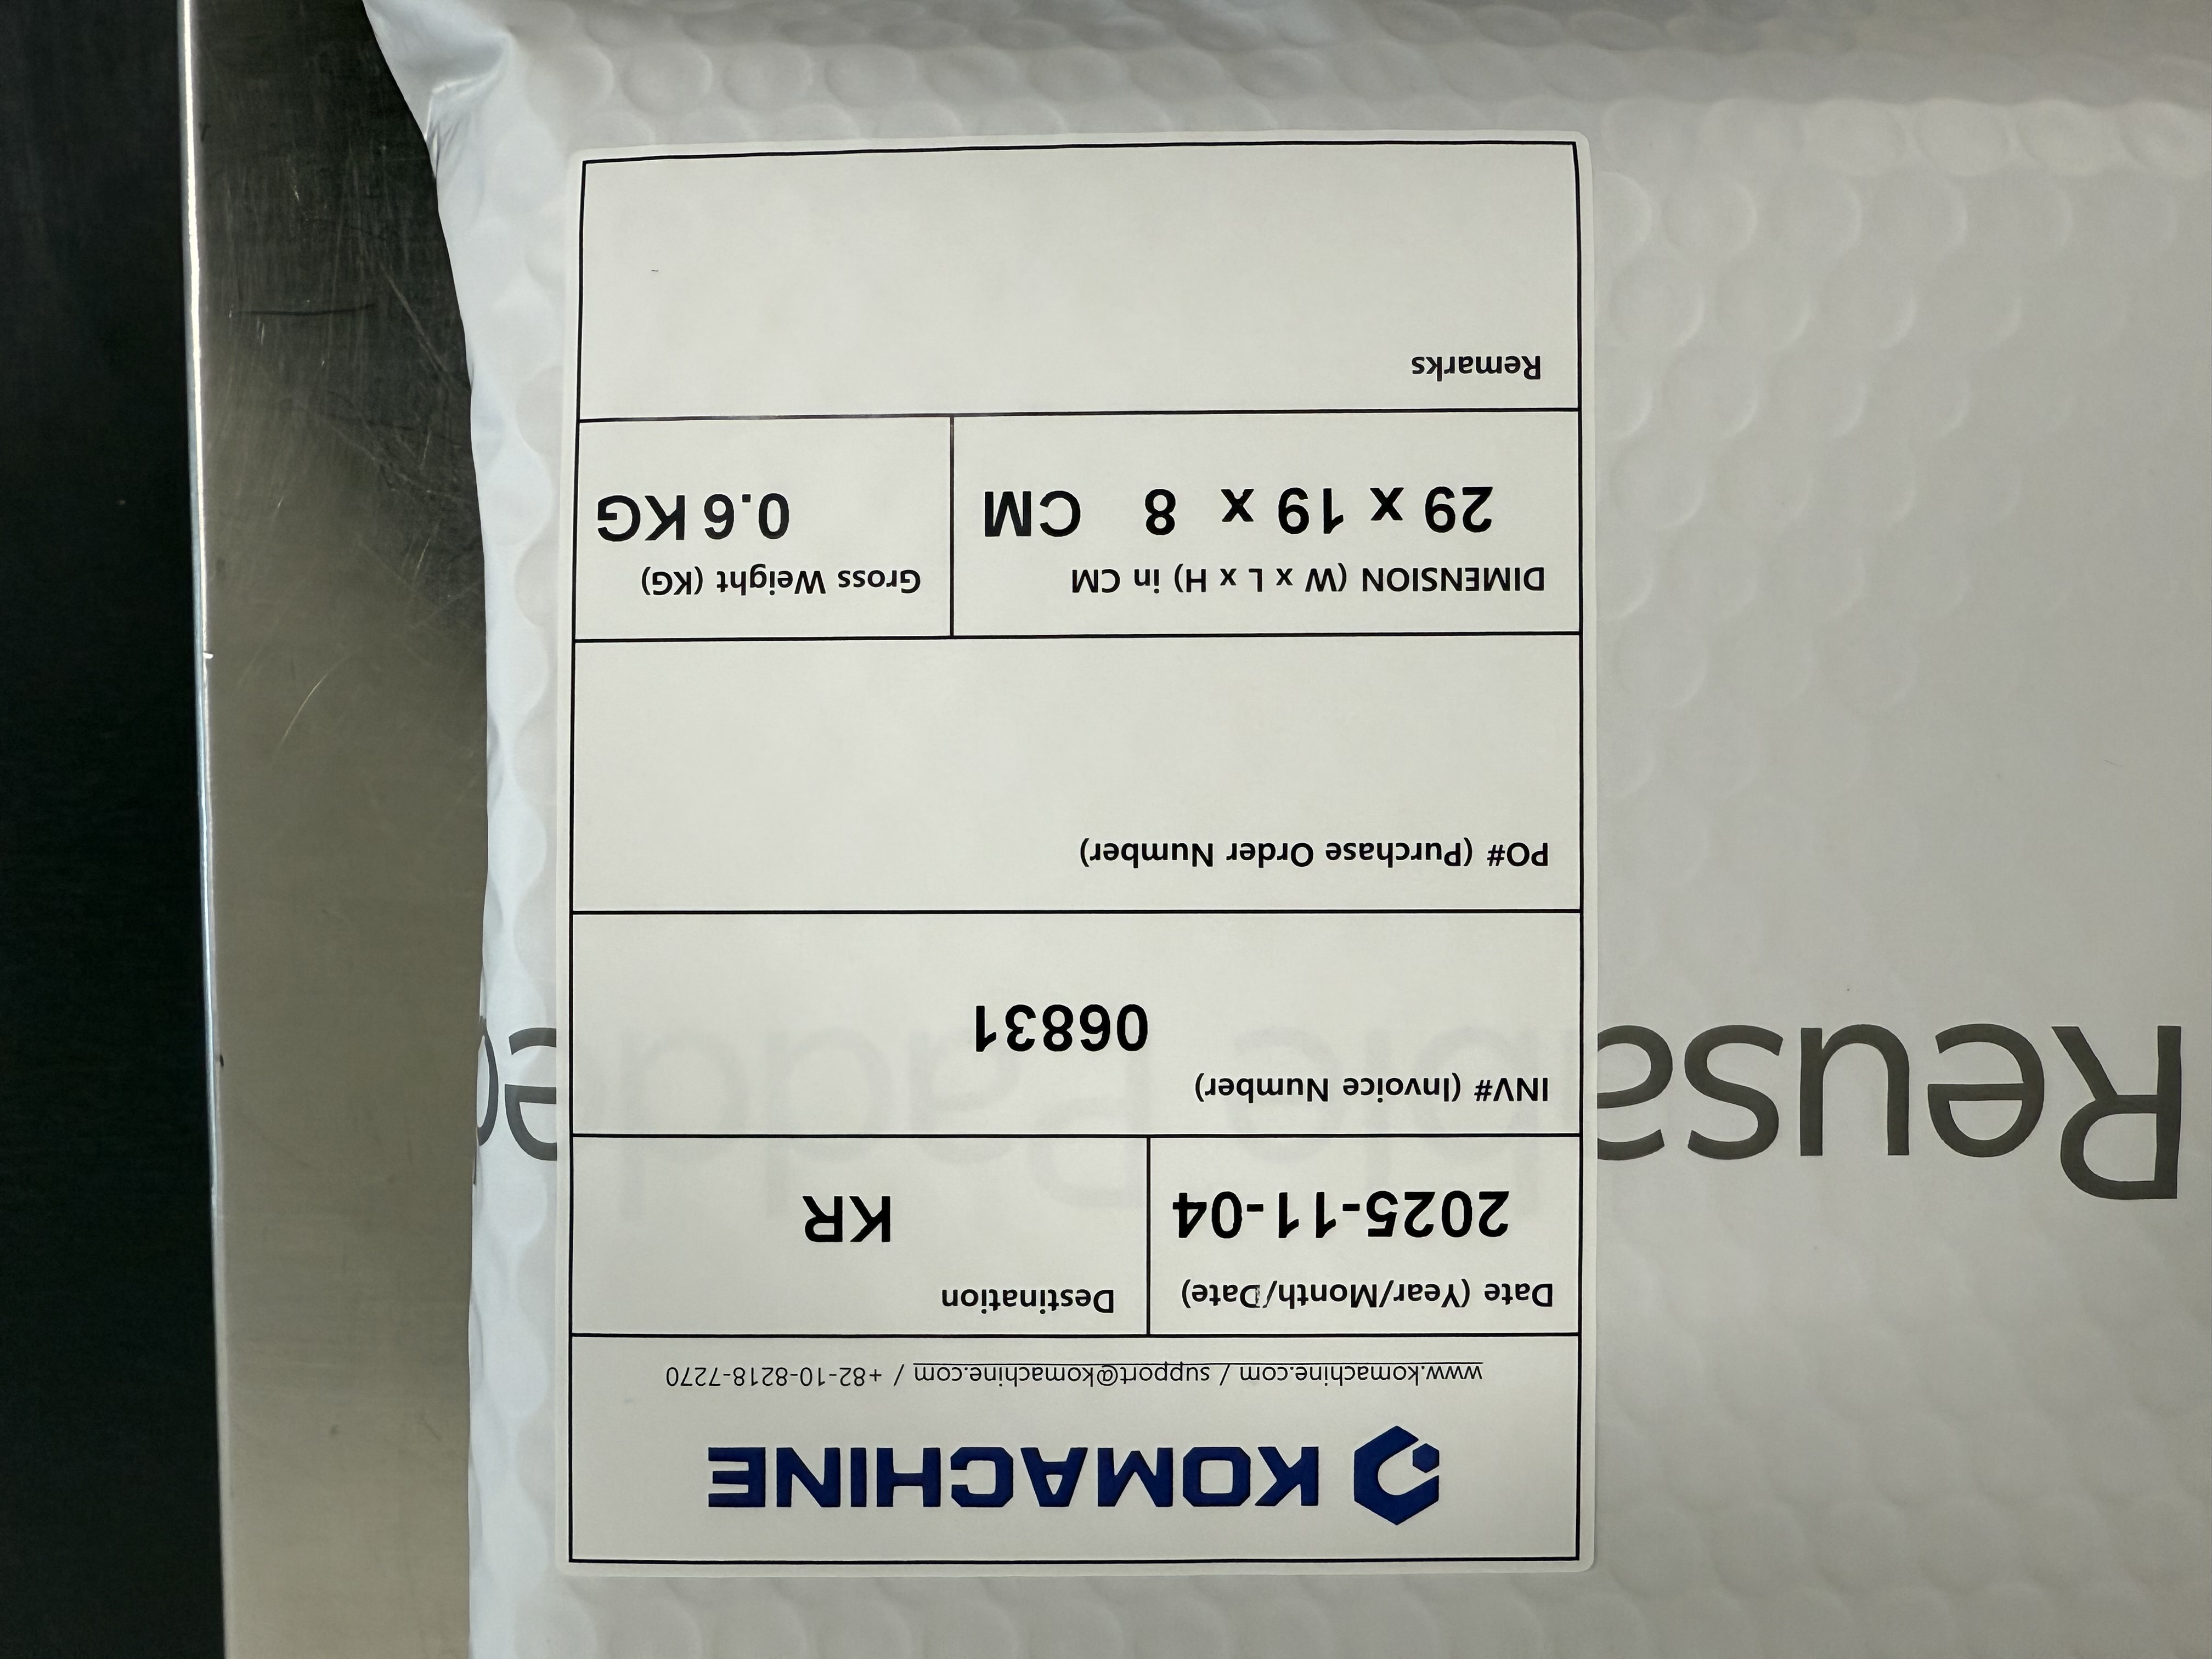 KOMACHINE
www.komachine.com / support@komachine.com / +82-10-8218-7270
Date (Year/Month/Date)
2025-11-04
Destination
KR
INV# (Invoice Number)
06831
PO# (Purchase Order Number)
DIMENSION (W x L x H) in CM
29 x 19 x 8 CM
Gross Weight (KG)
0.6 KG
Remarks
Reusable Padded